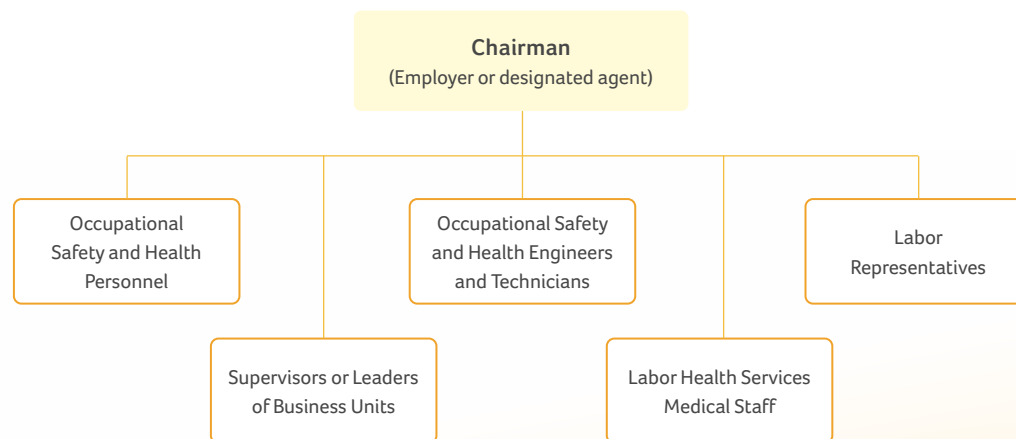 Chairman
(Employer or designated agent)
Occupational
Safety and Health
Personnel
Occupational Safety
and Health Engineers
and Technicians
Labor
Representatives
Supervisors or Leaders
of Business Units
Labor Health Services
Medical Staff